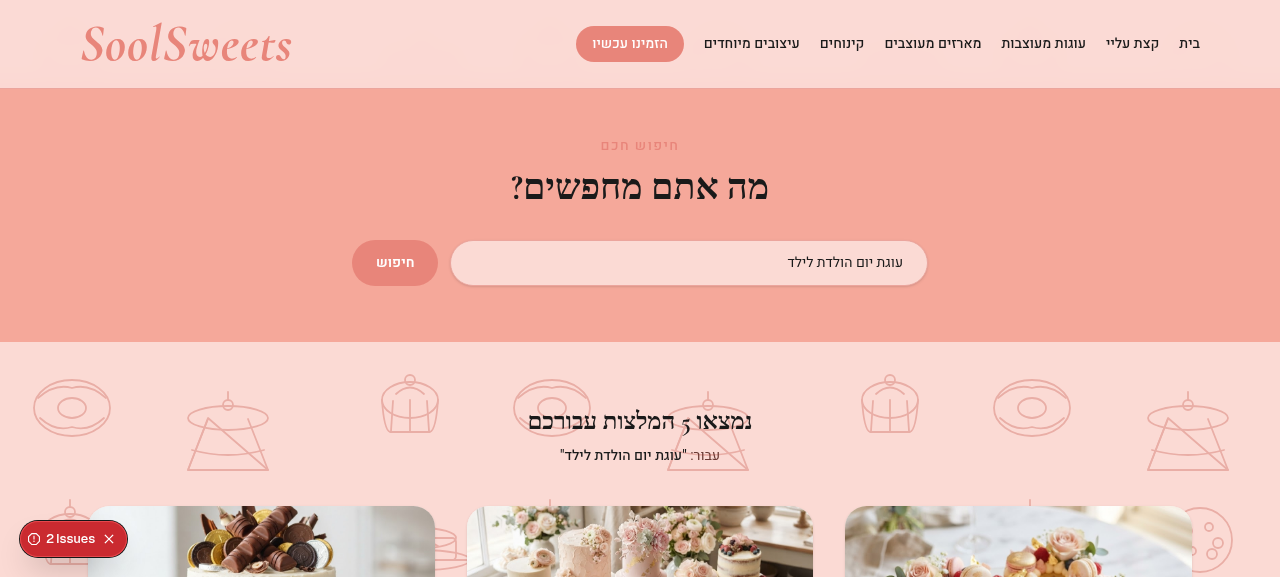 SoolSweets
בית
קצת עליי
עוגות מעוצבות
מארזים מעוצבים
קינוחים
עיצובים מיוחדים
הזמינו עכשיו
חיפוש חכם
מה אתם מחפשים?
עוגת יום הולדת לילד
חיפוש
נמצאו 5 המלצות עבורכם
עבור: "עוגת יום הולדת לילד"
2 Issues